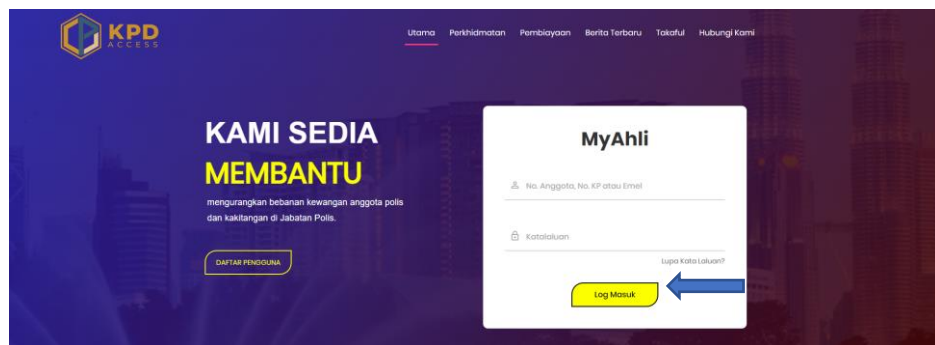 KPD
ACCESS
Utama Perkhidmatan Pembiayaan Berita Terbaru Takaful Hubungi Kami
KAMI SEDIA
MEMBANTU
mengurangkan bebanan kewangan anggota polis
dan kakitangan di Jabatan Polis.
DAFTAR PENGGUNA
MyAhli
No. Anggota, No. KP atau Emel
Katalaluan
Lupa Kata Laluan?
Log Masuk